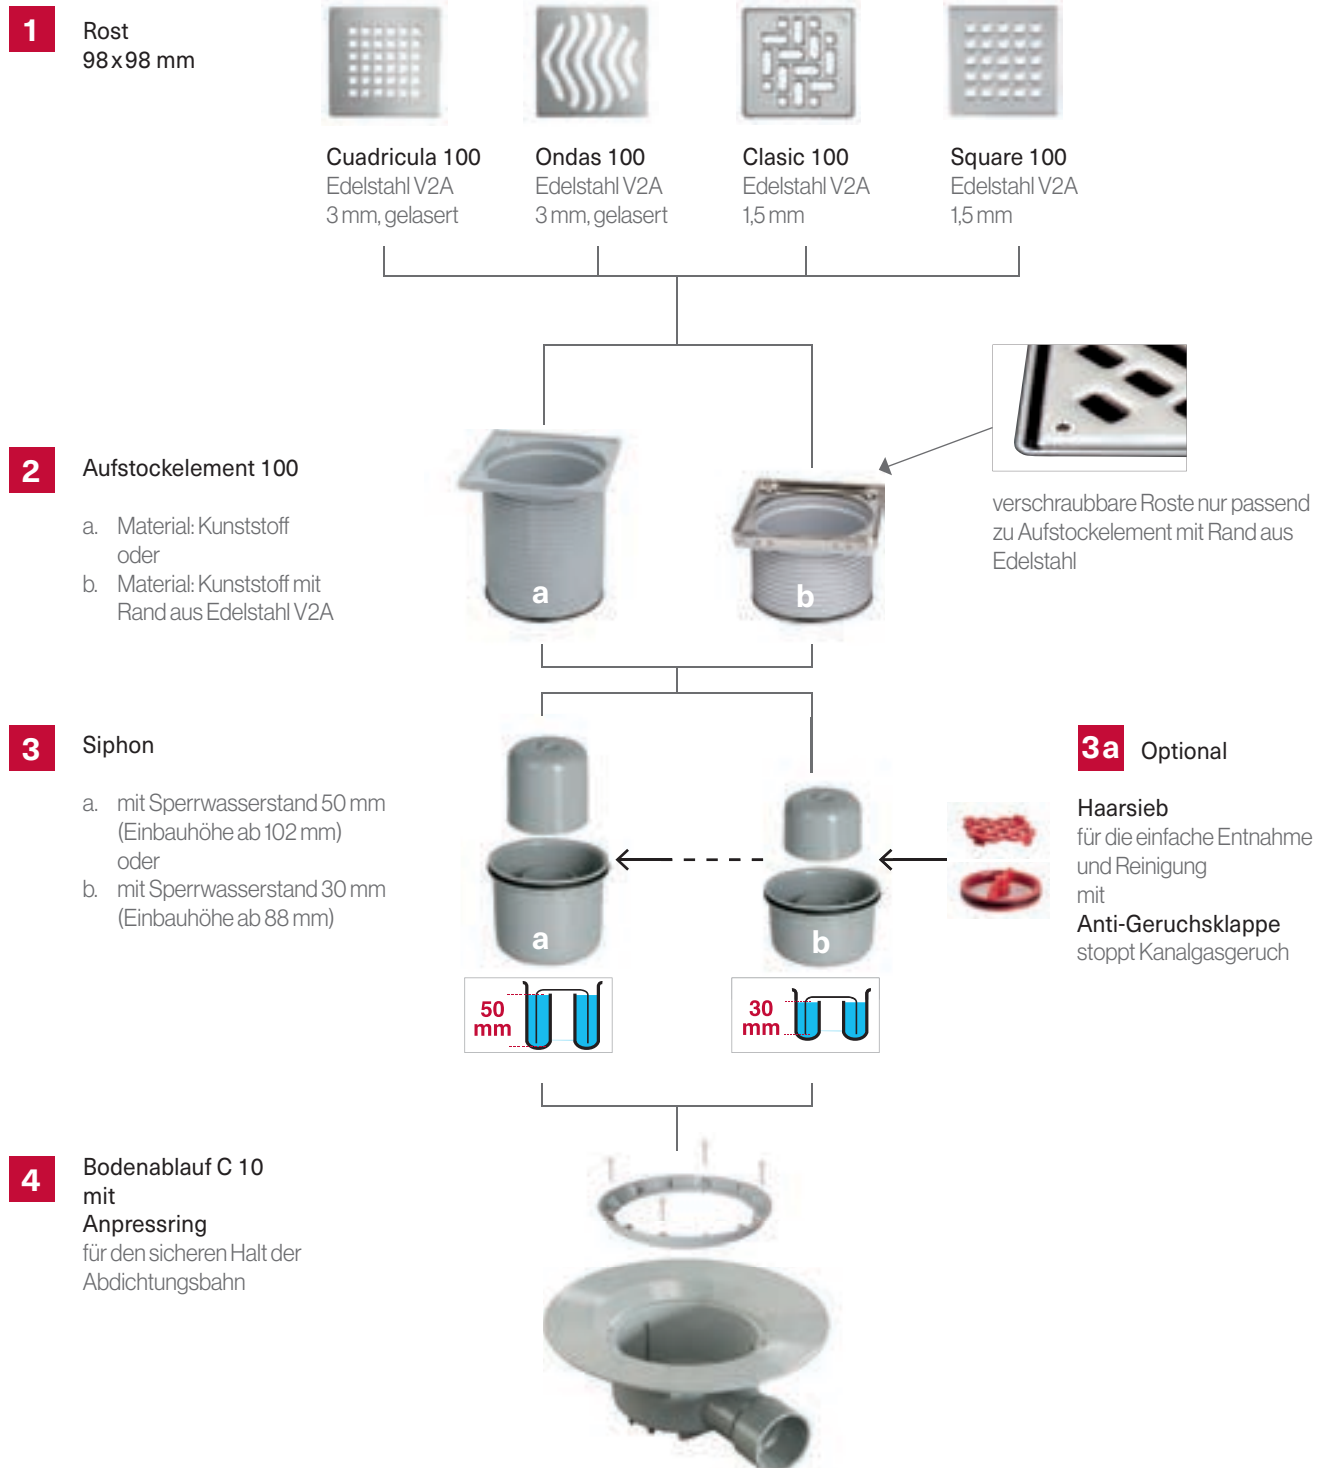 1
Rost
98x98 mm
Cuadricula 100
Edelstahl V2A
3 mm, gelasert
Ondas 100
Edelstahl V2A
3 mm, gelasert
Clasic 100
Edelstahl V2A
1,5 mm
Square 100
Edelstahl V2A
1,5 mm
2
Aufstockelement 100
a. Material: Kunststoff
oder
b. Material: Kunststoff mit
Rand aus Edelstahl V2A
a
b
verschraubbare Roste nur passend
zu Aufstockelement mit Rand aus
Edelstahl
3
Siphon
a. mit Sperrwasserstand 50 mm
(Einbauhöhe ab 102 mm)
oder
b. mit Sperrwasserstand 30 mm
(Einbauhöhe ab 88 mm)
a
b
50
mm
30
mm
3a Optional
Haarsieb
für die einfache Entnahme
und Reinigung
mit
Anti-Geruchsklappe
stoppt Kanalgasgeruch
4
Bodenablauf C 10
mit
Anpressring
für den sicheren Halt der
Abdichtungsbahn